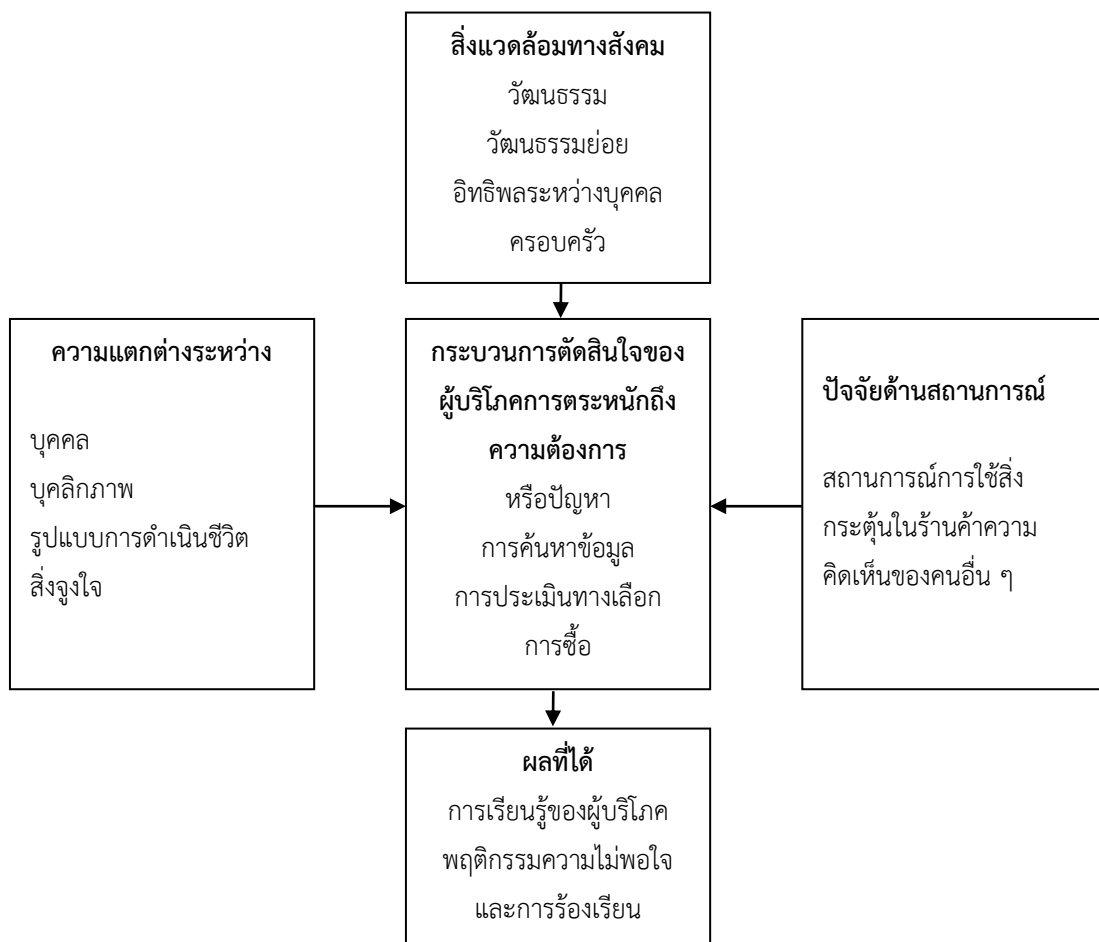 สิ่งแวดล้อมทางสังคม
วัฒนธรรม
วัฒนธรรมย่อย
อิทธิพลระหว่างบุคคล
ครอบครัว
ความแตกต่างระหว่าง
บุคคล
บุคลิกภาพ
รูปแบบการดำเนินชีวิต
สิ่งจูงใจ
กระบวนการตัดสินใจของ
ผู้บริโภคการตระหนักถึง
ความต้องการ
หรือปัญหา
การค้นหาข้อมูล
การประเมินทางเลือก
การซื้อ
ปัจจัยด้านสถานการณ์
สถานการณ์การใช้สิ่ง
กระตุ้นในร้านค้าความ
คิดเห็นของคนอื่น ๆ
ผลที่ได้
การเรียนรู้ของผู้บริโภค
พฤติกรรมความไม่พอใจ
และการร้องเรียน